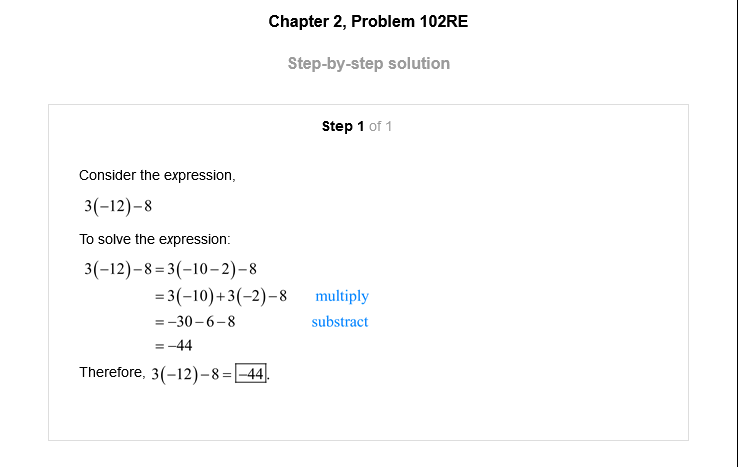 Chapter 2, Problem 102RE
Step-by-step solution
Step 1 of 1
Consider the expression,
3(−12)−8
To solve the expression:
3(−12)−8=3(−10−2)−8
=3(−10)+3(−2)−8 multiply
=−30−6−8 substract
=−44
Therefore, 3(−12)−8=−44.